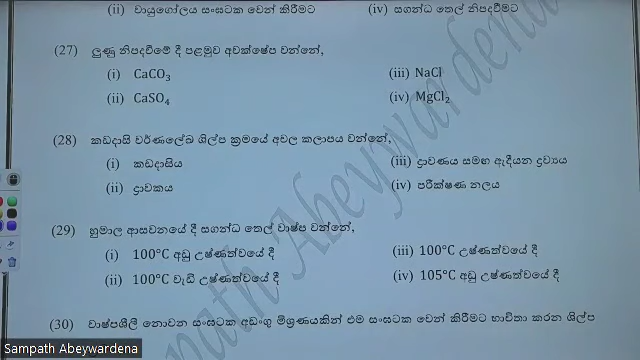 (ii) වායුගෝලය සංඝටක වෙන් කිරීමට (iv) සගන්ධ තෙල් නිපදවීමට
(27) ලුණු නිපදවීමේ දී පළමුව අවක්ෂේප වන්නේ,
(i) CaCO₃ (iii) NaCl
(ii) CaSO₄ (iv) MgCl₂
(28) කඩදාසි වර්ණලේඛ ශිල්ප ක්‍රමයේ අචල කලාපය වන්නේ,
(i) කඩදාසිය (iii) ද්‍රාවණය සමඟ ඇදීයන ද්‍රව්‍යය
(ii) ද්‍රාවකය (iv) පරීක්ෂණ නලය
(29) හුමාල ආසවනයේ දී සගන්ධ තෙල් වාෂ්ප වන්නේ,
(i) 100°C අඩු උෂ්ණත්වයේ දී (iii) 100°C උෂ්ණත්වයේ දී
(ii) 100°C වැඩි උෂ්ණත්වයේ දී (iv) 105°C අඩු උෂ්ණත්වයේ දී
(30) වාෂ්පශීලී නොවන සංඝටක අඩංගු මිශ්‍රණයකින් එම සංඝටක වෙන් කිරීමට භාවිතා කරන ශිල්ප
path Abeywardena
Sampath Abeywardena